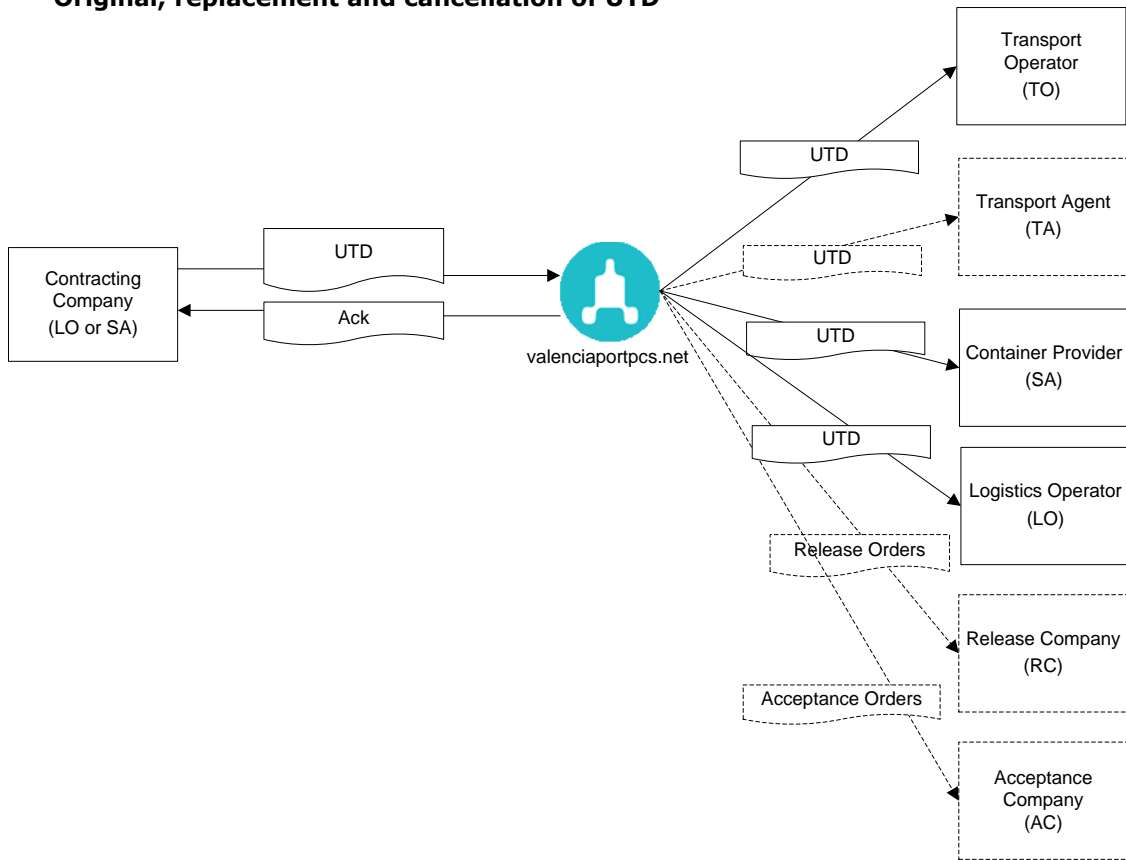 Original, replacement and cancellation of UTD
Transport
Operator
(TO)
UTD
Transport Agent
(TA)
UTD
UTD
Contracting
Company
(LO or SA)
Ack
valenciaportpcs.net
UTD
Container Provider
(SA)
UTD
Logistics Operator
(LO)
Release Orders
Release Company
(RC)
Acceptance Orders
Acceptance
Company
(AC)